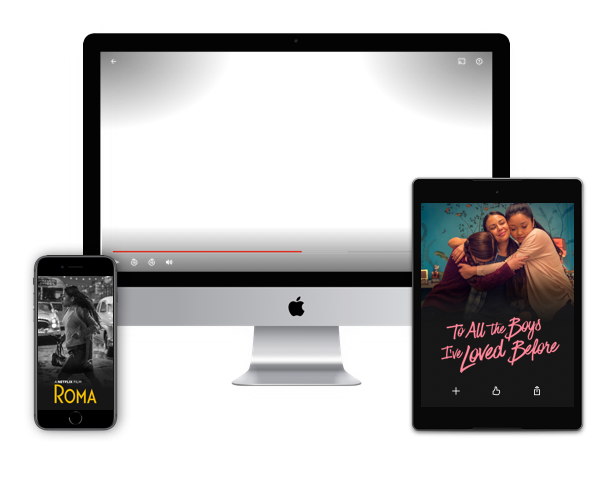 A NETFLIX FILM
ROMA
To All the Boys
I've Loved Before